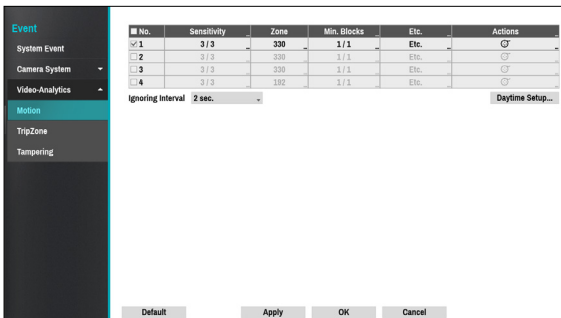 Event
System Event
Camera System
Video-Analytics
Motion
TripZone
Tampering
No. Sensitivity Zone Min. Blocks Etc. Actions
1 3 / 3 330 1 / 1 Etc.
2 3 / 3 330 1 / 1 Etc.
3 3 / 3 330 1 / 1 Etc.
4 3 / 3 192 1 / 1 Etc.
Ignoring Interval 2 sec. Daytime Setup...
Default Apply OK Cancel